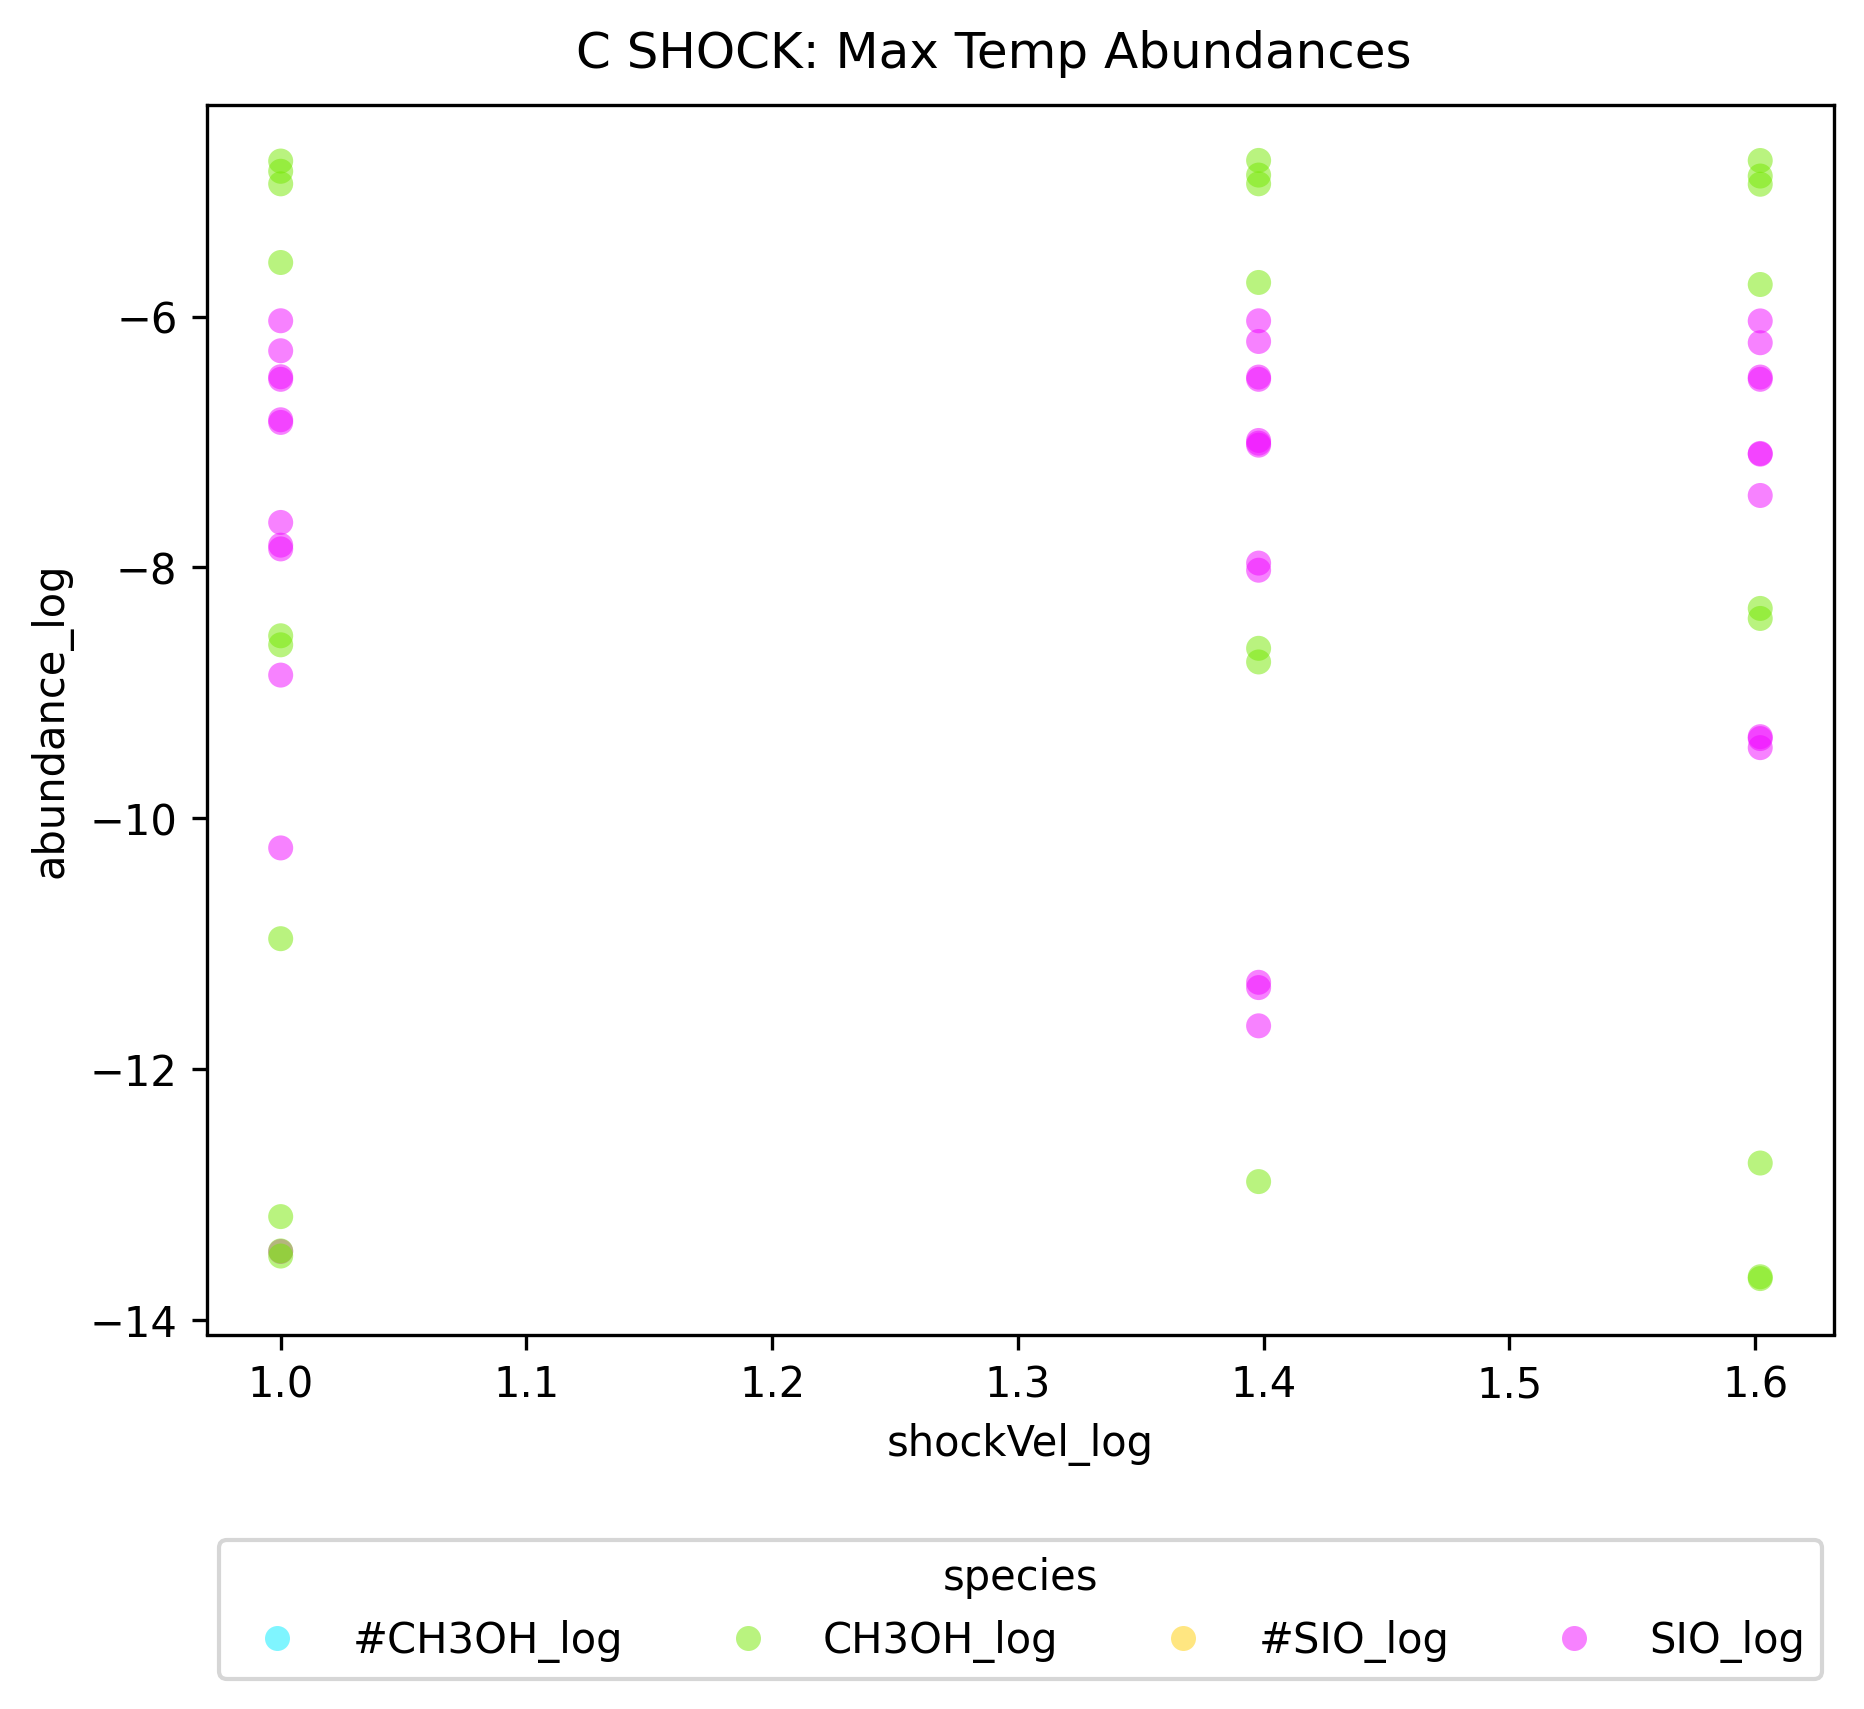 C SHOCK: Max Temp Abundances
abundance_log
−6
−8
−10
−12
−14
1.0 1.1 1.2 1.3 1.4 1.5 1.6
shockVel_log
species
#CH3OH_log CH3OH_log #SIO_log SIO_log